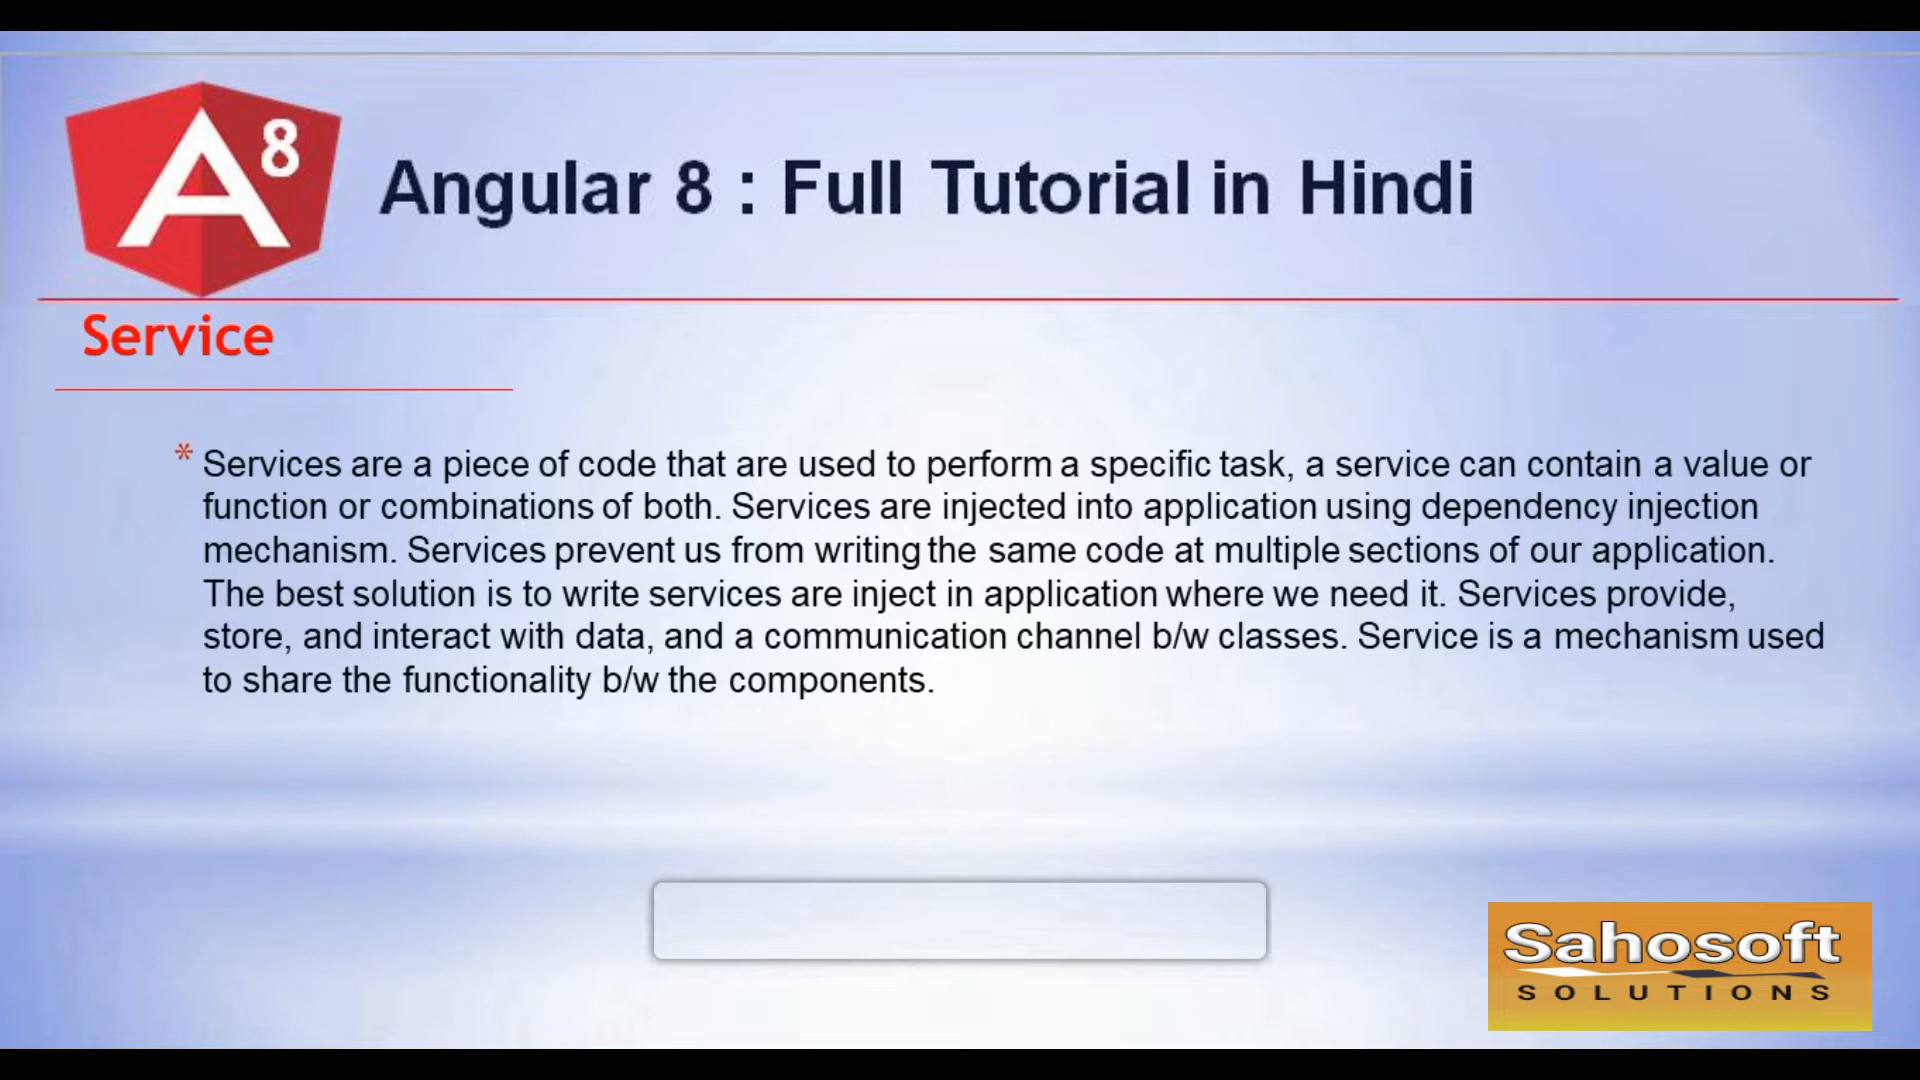 A8
Angular 8 : Full Tutorial in Hindi
Service
* Services are a piece of code that are used to perform a specific task, a service can contain a value or
function or combinations of both. Services are injected into application using dependency injection
mechanism. Services prevent us from writing the same code at multiple sections of our application.
The best solution is to write services are inject in application where we need it. Services provide,
store, and interact with data, and a communication channel b/w classes. Service is a mechanism used
to share the functionality b/w the components.
Sahosoft
SOLUTIONS